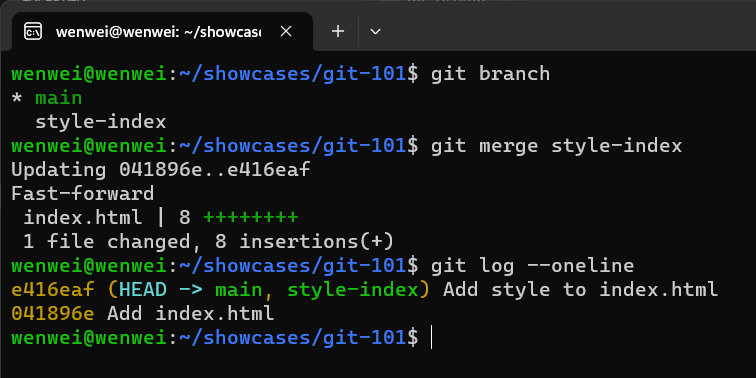 wenwei@wenwei: ~/showcase
wenwei@wenwei:~/showcases/git-101$ git branch
* main
  style-index
wenwei@wenwei:~/showcases/git-101$ git merge style-index
Updating 041896e..e416eaf
Fast-forward
 index.html | 8 ++++++++
 1 file changed, 8 insertions(+)
wenwei@wenwei:~/showcases/git-101$ git log --oneline
e416eaf (HEAD -> main, style-index) Add style to index.html
041896e Add index.html
wenwei@wenwei:~/showcases/git-101$